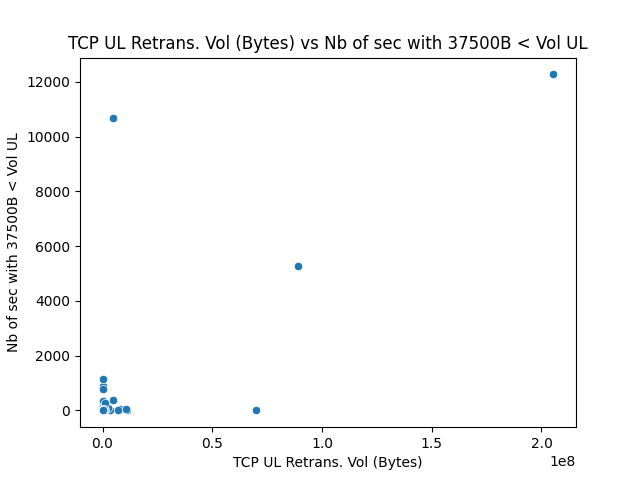 TCP UL Retrans. Vol (Bytes) vs Nb of sec with 37500B < Vol UL
Nb of sec with 37500B < Vol UL
12000
10000
8000
6000
4000
2000
0
0.0 0.5 1.0 1.5 2.0
1e8
TCP UL Retrans. Vol (Bytes)